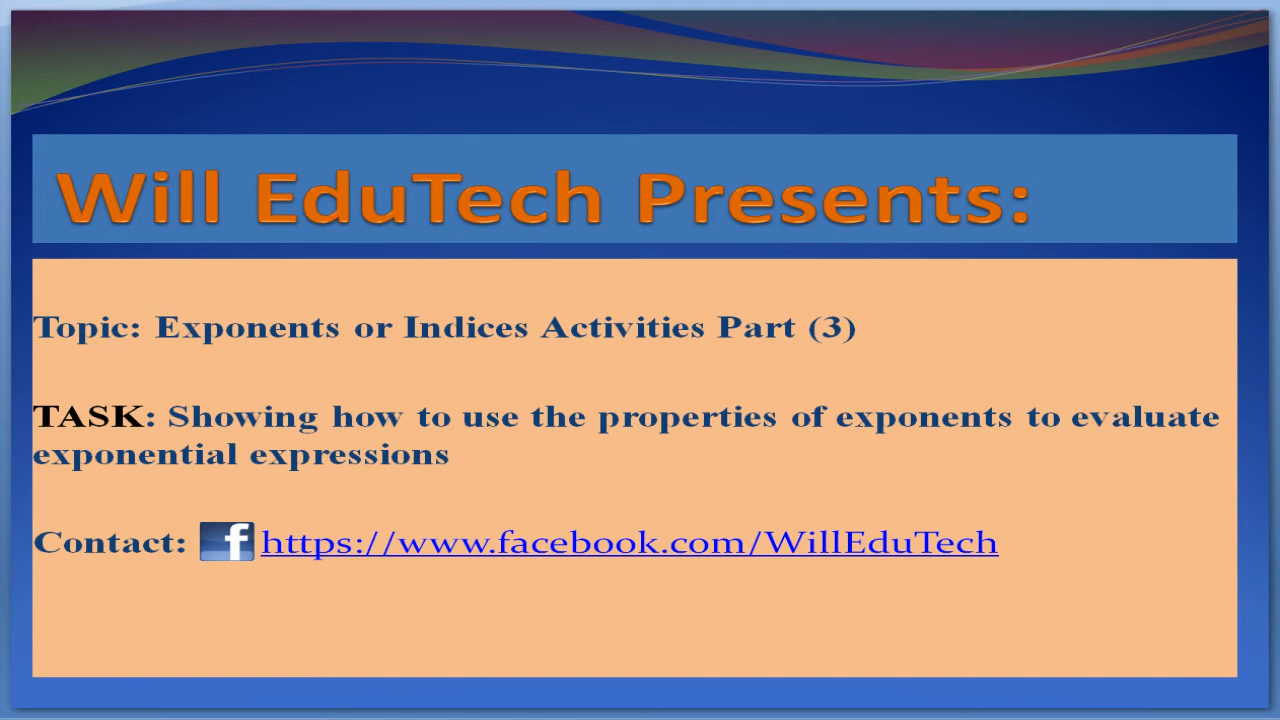 Will EduTech Presents:
Topic: Exponents or Indices Activities Part (3)
TASK: Showing how to use the properties of exponents to evaluate
exponential expressions
Contact: f https://www.facebook.com/WillEduTech